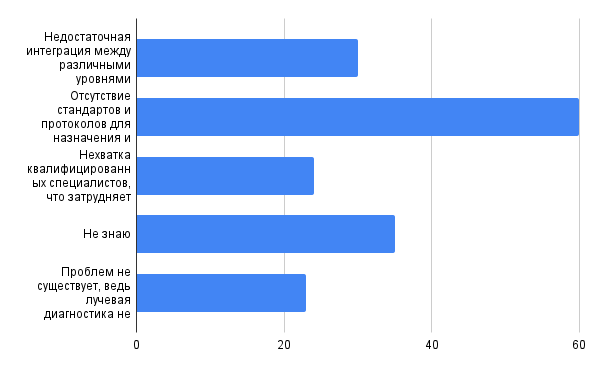 Недостаточная
интеграция между
различными
уровнями
Отсутствие
стандартов и
протоколов для
назначения и
Нехватка
квалифицированн
ых специалистов,
что затрудняет
Не знаю
Проблем не
существует, ведь
лучевая
диагностика не
0
20
40
60